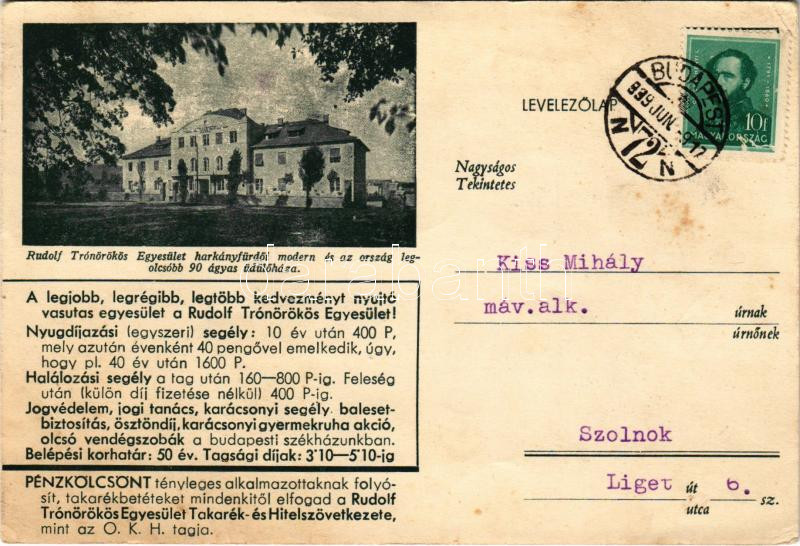 Rudolf Trónörökös Egyesület harkányfürdői modern és az ország leg-
olcsóbb 90 ágyas üdülőháza.
A legjobb, legrégibb, legtöbb kedvezményt nyujtó
vasutas egyesület a Rudolf Trónörökös Egyesület!
Nyugdíjazási (egyszeri) segély: 10 év után 400 P,
mely azután évenként 40 pengővel emelkedik, úgy,
hogy pl. 40 év után 1600 P.
Halálozási segély a tag után 160—800 P-ig. Feleség
után (külön díj fizetése nélkül) 400 P-ig.
Jogvédelem, jogi tanács, karácsonyi segély baleset-
biztosítás, ösztöndíj, karácsonyi gyermekruha akció,
olcsó vendégszobák a budapesti székházunkban.
Belépési korhatár: 50 év. Tagsági díjak: 3'10—5'10-ig
PÉNZKÖLCSÖNT tényleges alkalmazottaknak folyó-
sít, takarékbetéteket mindenkitől elfogad a Rudolf
Trónörökös Egyesület Takarék- és Hitelszövetkezete,
mint az O. K. H. tagja.
LEVELEZŐLAP
BUDAPEST
939 JUN.
72
N N
10f
MAGYARORSZÁG
Nagyságos
Tekintetes
Kiss Mihály
máv.alk. úrnak
úrnőnek
Szolnok
Liget út 6. sz.
utca
darabanth